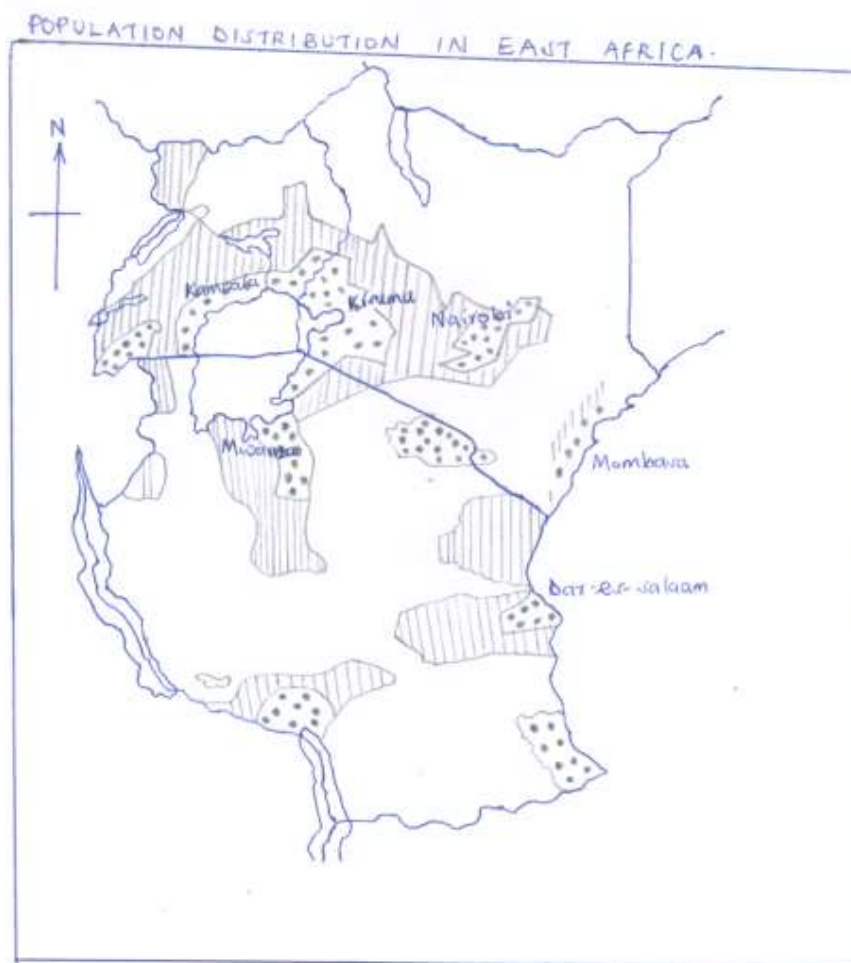 POPULATION DISTRIBUTION IN EAST AFRICA.
N
Kampala
Kisumu
Nairobi
Mwanza
Mombasa
Dar-es-salaam